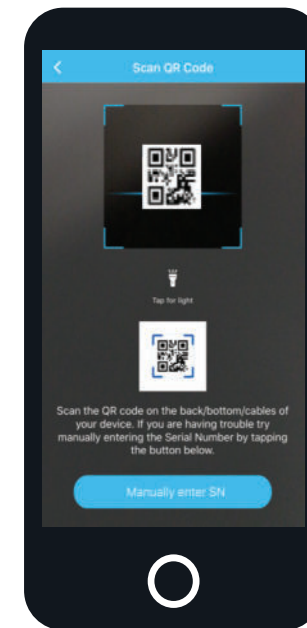 Scan QR Code
Tap for light
Scan the QR code on the back/bottom/cables of
your device. If you are having trouble try
manually entering the Serial Number by tapping
the button below.
Manually enter SN